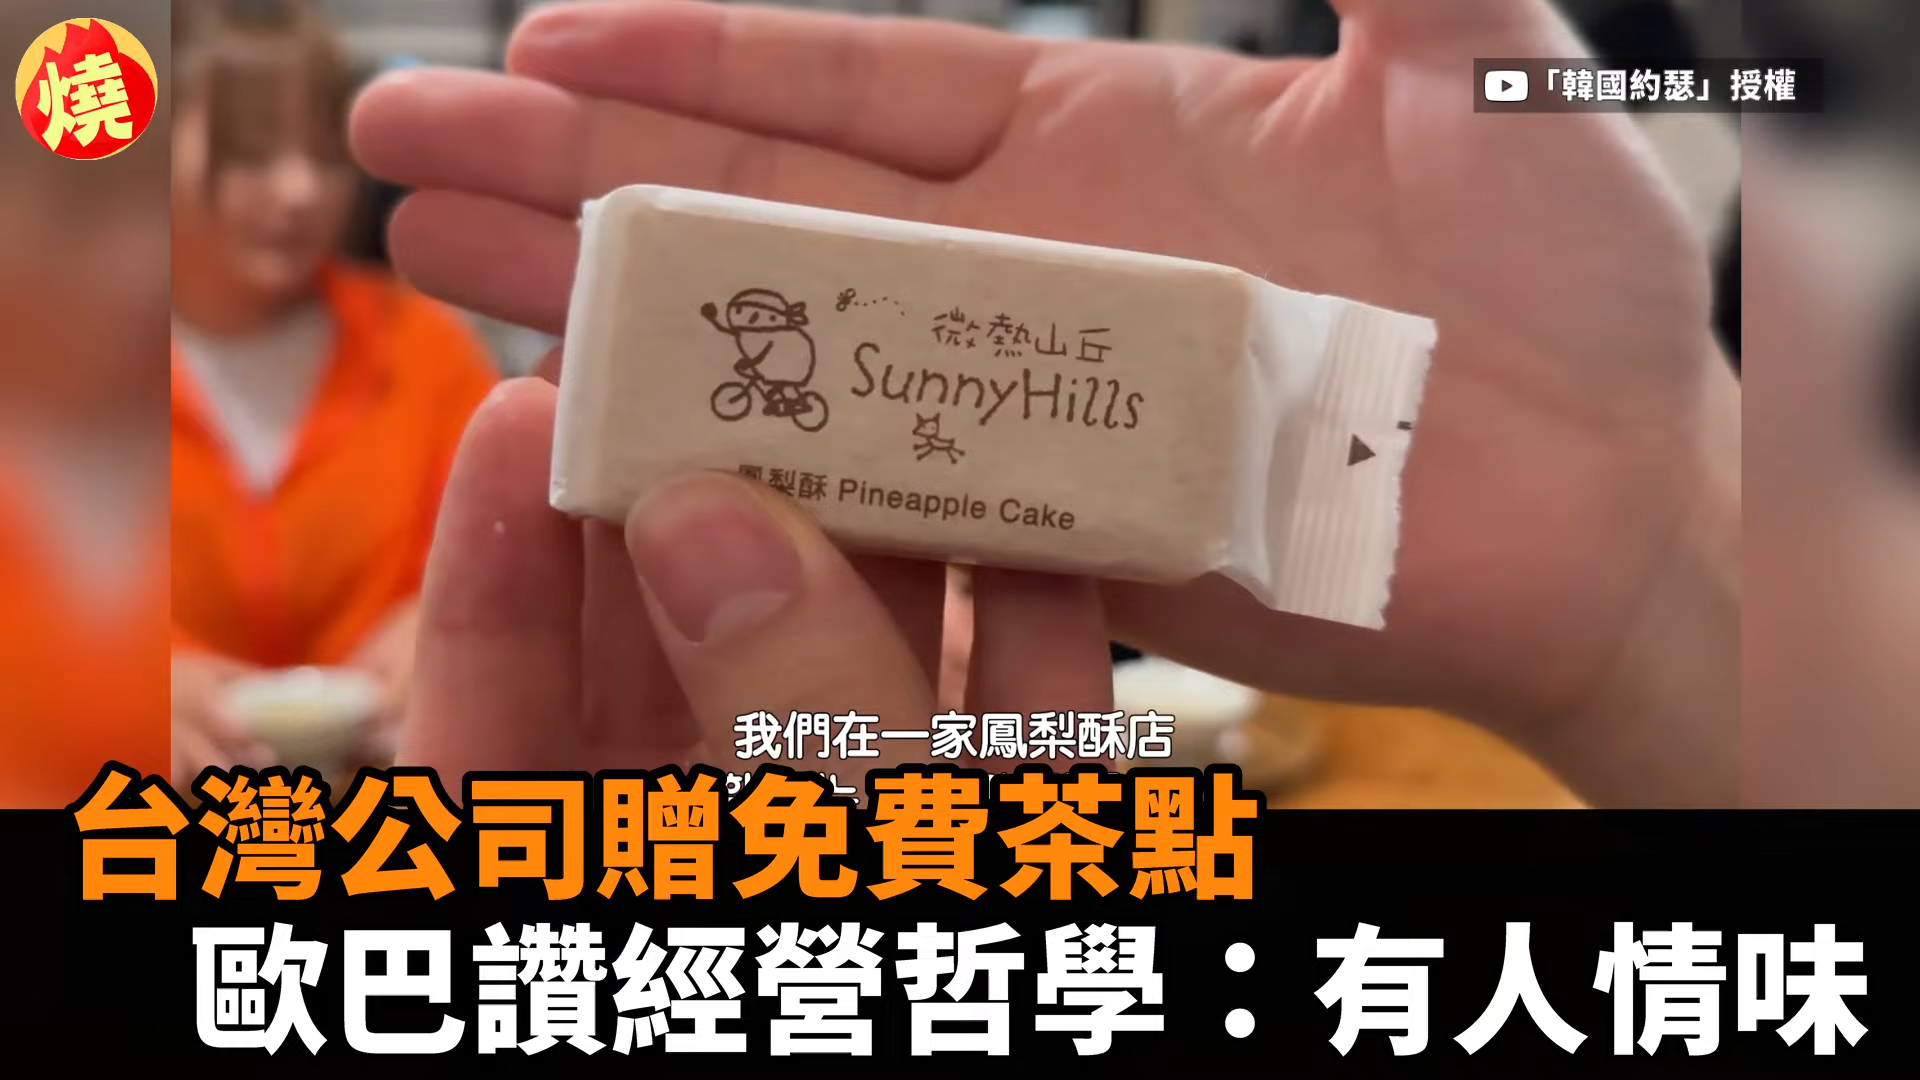 燒
「韓國約瑟」授權
微熱山丘
SunnyHills
鳳梨酥 Pineapple Cake
我們在一家鳳梨酥店
台灣公司贈免費茶點
歐巴讚經營哲學：有人情味